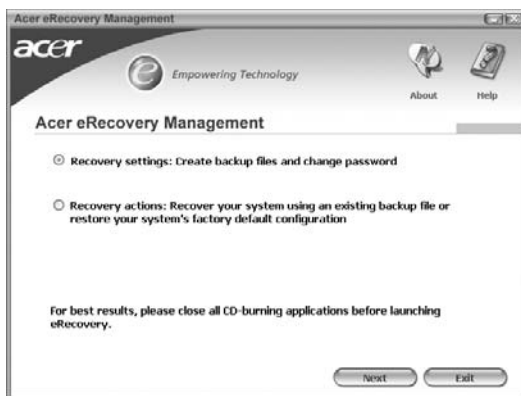 Acer eRecovery Management
acer
e
Empowering Technology
About
Help
Acer eRecovery Management
Recovery settings: Create backup files and change password
Recovery actions: Recover your system using an existing backup file or
restore your system's factory default configuration
For best results, please close all CD-burning applications before launching
eRecovery.
Next
Exit